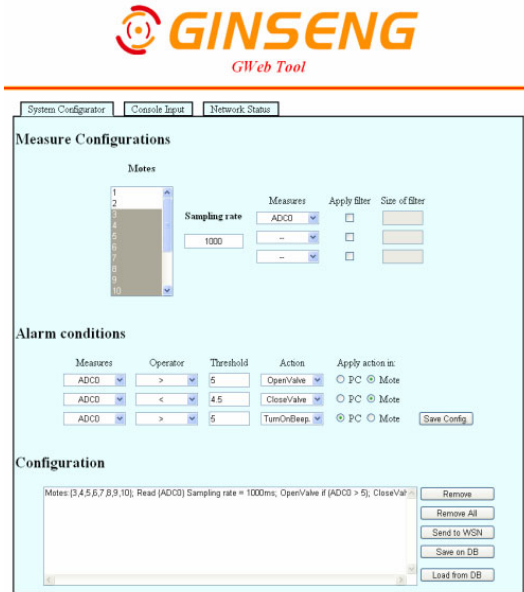 GINSENG
GWeb Tool
System Configurator Console Input Network Status
Measure Configurations
Motes
1
2
3
4
5
6
7
8
9
10
Sampling rate
1000
Measures Apply filter Size of filter
ADC0
--
--
Alarm conditions
Measures Operator Threshold Action Apply action in:
ADC0 > 5 OpenValve PC Mote
ADC0 < 4.5 CloseValve PC Mote
ADC0 > 5 TurnOnBeep. PC Mote Save Config.
Configuration
Motes:{3,4,5,6,7,8,9,10}; Read (ADC0) Sampling rate = 1000ms; OpenValve if (ADC0 > 5); CloseVal
Remove
Remove All
Send to WSN
Save on DB
Load from DB